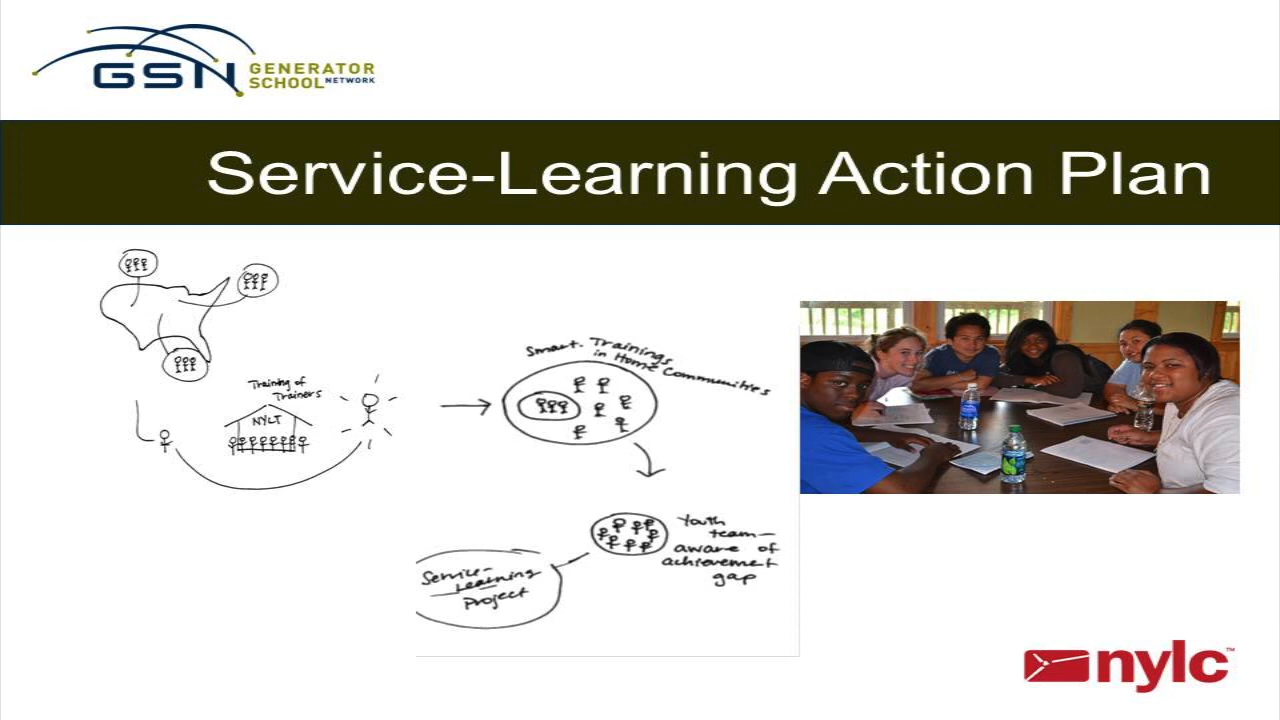 GSN GENERATOR
SCHOOL NETWORK
Service-Learning Action Plan
Training of
Trainers
NYLT
Smart Trainings
in Home Communities
Youth
team—
aware of
achievement
gap
Service-
Learning
Project
nylc™